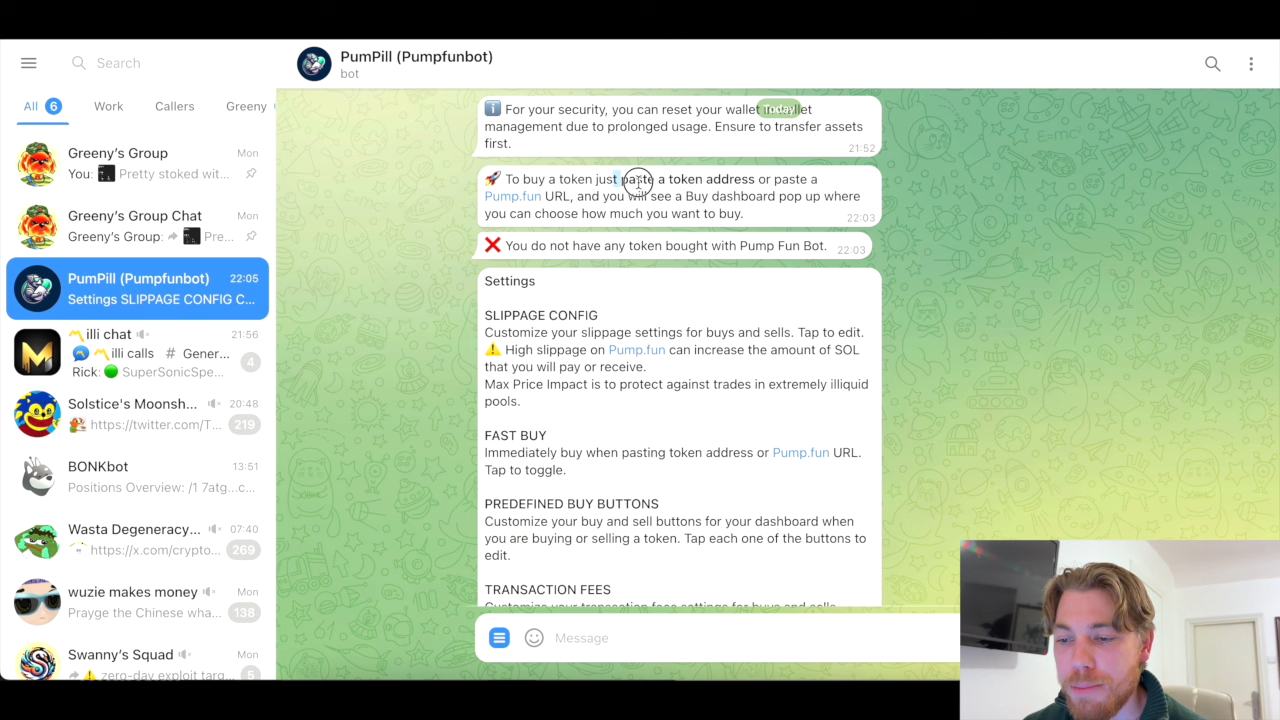 Search
All 6 Work Callers Greeny
Greeny's Group Mon
You: Pretty stoked wit...
Greeny's Group Chat Mon
Greeny's Group: Pre...
PumPill (Pumpfunbot) 22:05
Settings SLIPPAGE CONFIG C...
illi chat 21:56
illi calls # Gener...
Rick: SuperSonicSpe... 4
Solstice's Moonsh... 20:48
https://twitter.com/T... 219
BONKbot 13:51
Positions Overview: /1 7atg...c...
Wasta Degeneracy... 07:40
https://x.com/crypto... 269
wuzie makes money Mon
Prayge the Chinese wha... 138
Swanny's Squad Mon
zero-day exploit targ... 5
PumPill (Pumpfunbot)
bot
Today
For your security, you can reset your wallet in wallet
management due to prolonged usage. Ensure to transfer assets
first.
21:52
To buy a token just paste a token address or paste a
Pump.fun URL, and you will see a Buy dashboard pop up where
you can choose how much you want to buy.
22:03
You do not have any token bought with Pump Fun Bot. 22:03
Settings
SLIPPAGE CONFIG
Customize your slippage settings for buys and sells. Tap to edit.
High slippage on Pump.fun can increase the amount of SOL
that you will pay or receive.
Max Price Impact is to protect against trades in extremely illiquid
pools.
FAST BUY
Immediately buy when pasting token address or Pump.fun URL.
Tap to toggle.
PREDEFINED BUY BUTTONS
Customize your buy and sell buttons for your dashboard when
you are buying or selling a token. Tap each one of the buttons to
edit.
TRANSACTION FEES
Customize your transaction fees settings for buys and sells
Message